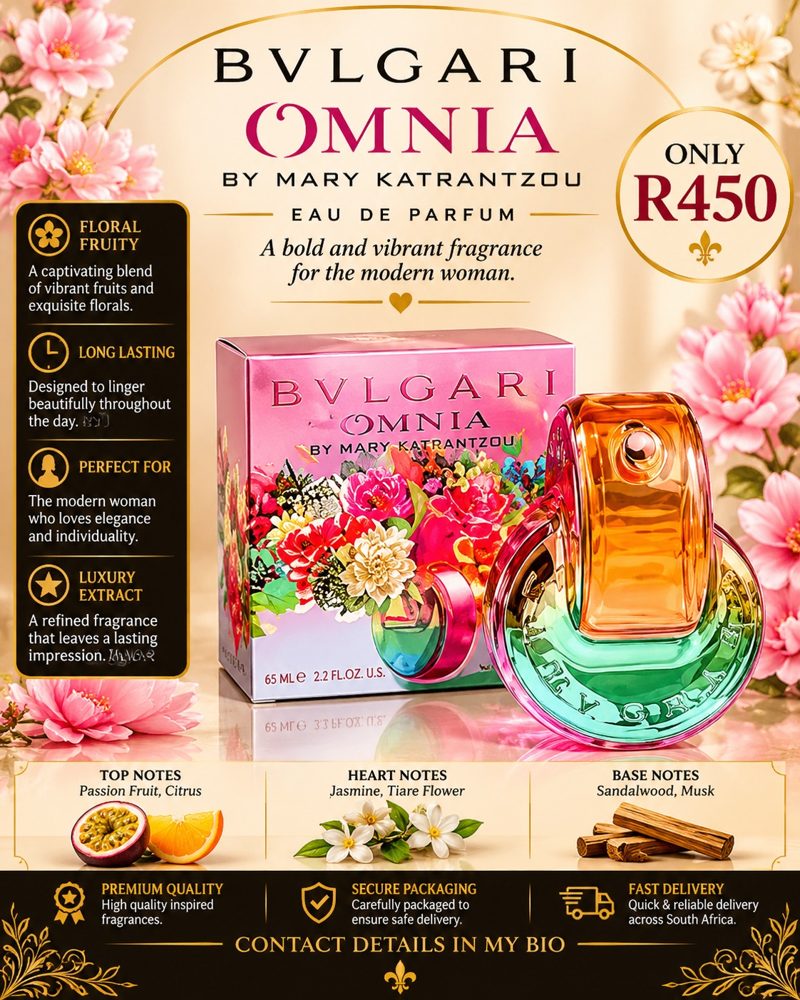 BVLGARI
OMNIA
BY MARY KATRANTZOU
EAU DE PARFUM
A bold and vibrant fragrance
for the modern woman.
ONLY
R450
FLORAL
FRUITY
A captivating blend
of vibrant fruits and
exquisite florals.
LONG LASTING
Designed to linger
beautifully throughout
the day.
PERFECT FOR
The modern woman
who loves elegance
and individuality.
LUXURY
EXTRACT
A refined fragrance
that leaves a lasting
impression.
BVLGARI
OMNIA
BY MARY KATRANTZOU
65 ML e 2.2 FL.OZ. U.S.
TOP NOTES
Passion Fruit, Citrus
HEART NOTES
Jasmine, Tiare Flower
BASE NOTES
Sandalwood, Musk
PREMIUM QUALITY
High quality inspired
fragrances.
SECURE PACKAGING
Carefully packaged to
ensure safe delivery.
FAST DELIVERY
Quick & reliable delivery
across South Africa.
CONTACT DETAILS IN MY BIO